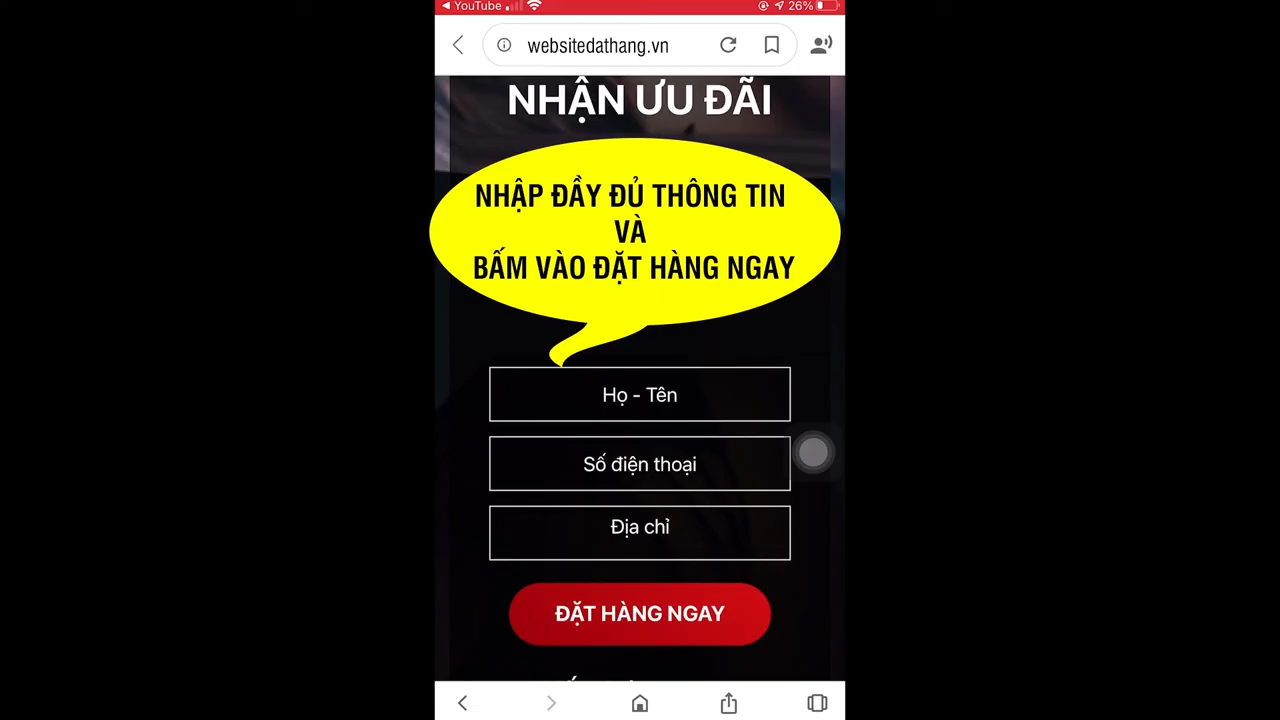 YouTube
26%
websitedathang.vn
NHẬN ƯU ĐÃI
NHẬP ĐẦY ĐỦ THÔNG TIN
VÀ
BẤM VÀO ĐẶT HÀNG NGAY
Họ - Tên
Số điện thoại
Địa chỉ
ĐẶT HÀNG NGAY